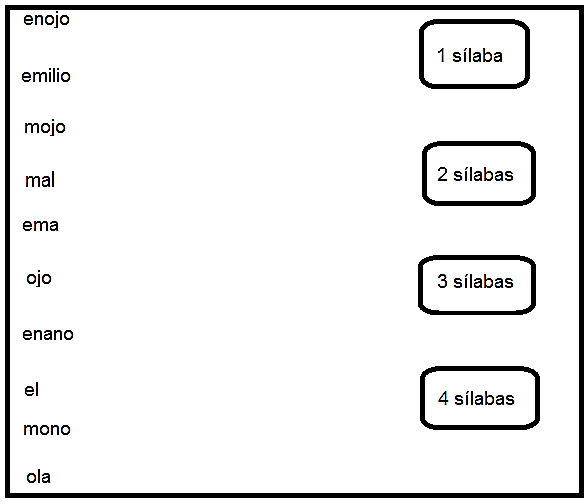 enojo
emilio
mojo
mal
ema
ojo
enano
el
mono
ola
1 sílaba
2 sílabas
3 sílabas
4 sílabas